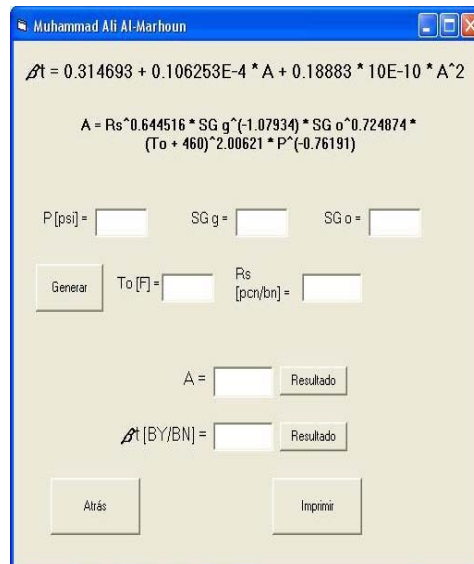 Muhammad Ali Al-Marhoun
βt = 0.314693 + 0.106253E-4 * A + 0.18883 * 10E-10 * A^2
A = Rs^0.644516 * SG g^(-1.07934) * SG o^0.724874 *
(To + 460)^2.00621 * P^(-0.76191)
P [psi] = SG g = SG o =
Generar To [F] = Rs [pcn/bn] =
A = Resultado
βt [BY/BN] = Resultado
Atrás Imprimir